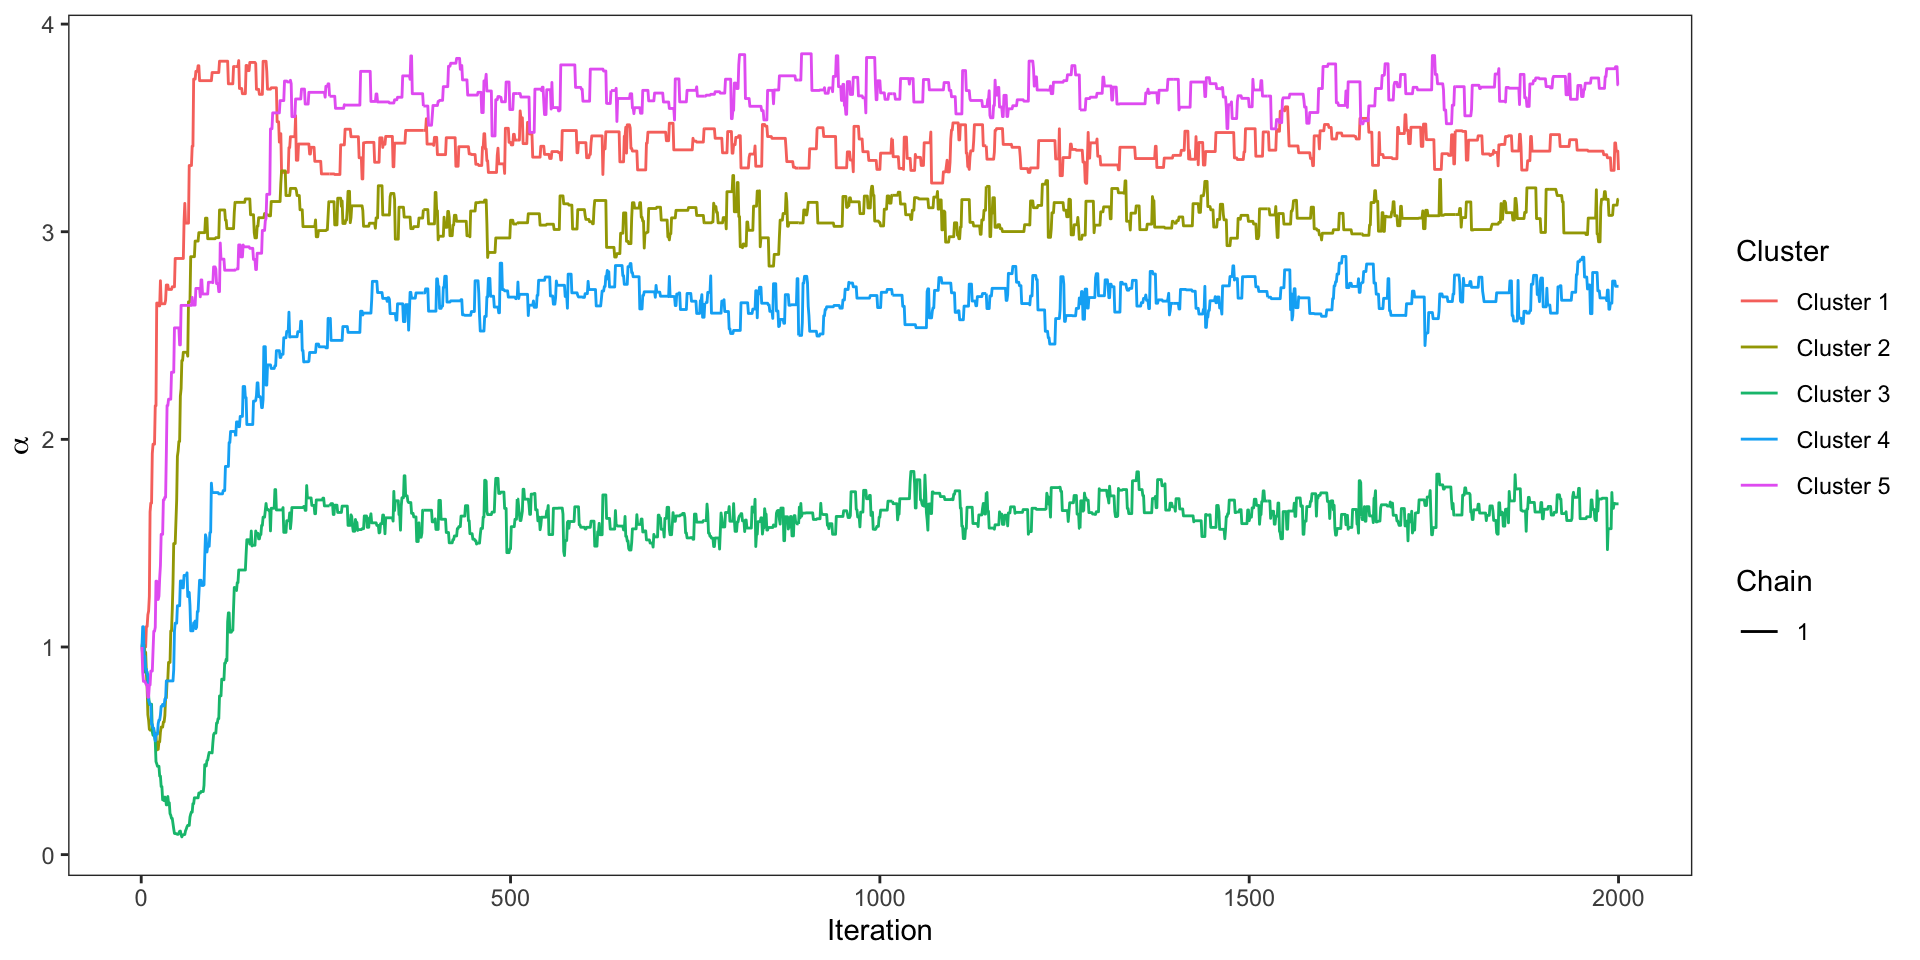 4
3
2
1
0
α
0 500 1000 1500 2000
Iteration
Cluster
Cluster 1
Cluster 2
Cluster 3
Cluster 4
Cluster 5
Chain
1